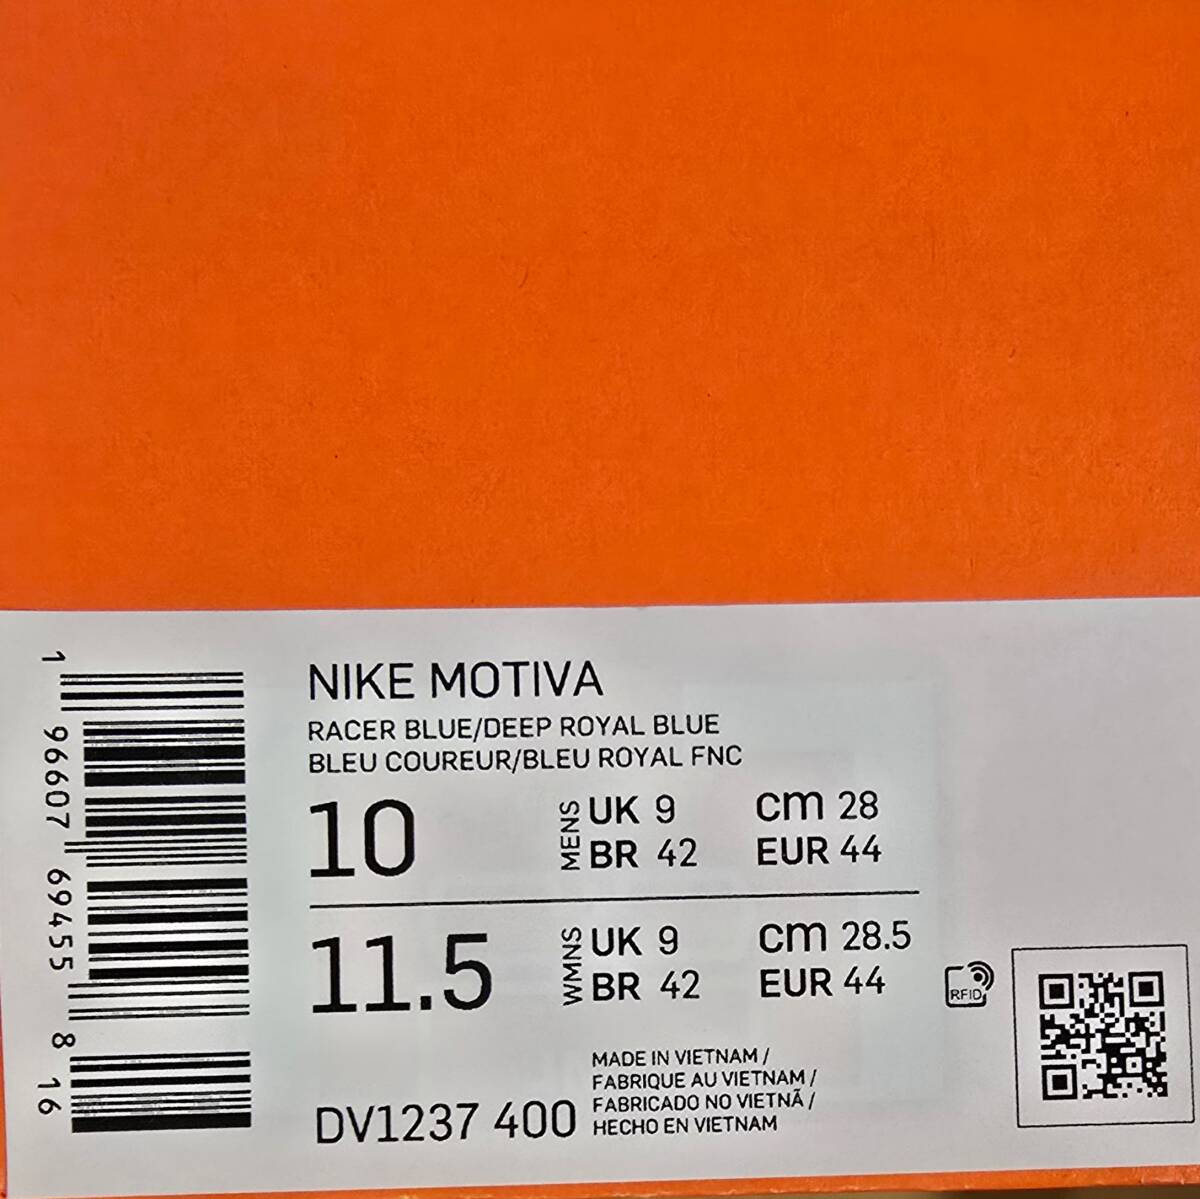 NIKE MOTIVA
RACER BLUE/DEEP ROYAL BLUE
BLEU COUREUR/BLEU ROYAL FNC
10
MENS
UK 9 cm 28
BR 42 EUR 44
11.5
WMNS
UK 9 cm 28.5
BR 42 EUR 44
RFID
DV1237 400
MADE IN VIETNAM /
FABRIQUE AU VIETNAM /
FABRICADO NO VIETNÃ /
HECHO EN VIETNAM
1 96607 69455 8 16